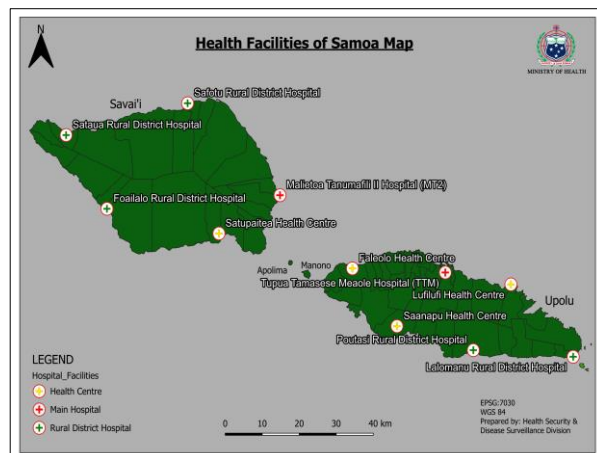 N
Health Facilities of Samoa Map
MINISTRY OF HEALTH
Savai'i
Safotu Rural District Hospital
Sataua Rural District Hospital
Malietoa Tanumafili II Hospital (MT2)
Foailalo Rural District Hospital
Satupaitea Health Centre
Faleolo Health Centre
Manono
Apolima
Tupua Tamasese Meaole Hospital (TTM)
Lufilufi Health Centre
Upolu
Saanapu Health Centre
Poutasi Rural District Hospital
Lalomanu Rural District Hospital
LEGEND
Hospital_Facilities
Health Centre
Main Hospital
Rural District Hospital
0 10 20 30 40 km
EPSG:7030
WGS 84
Prepared by: Health Security &
Disease Surveillance Division